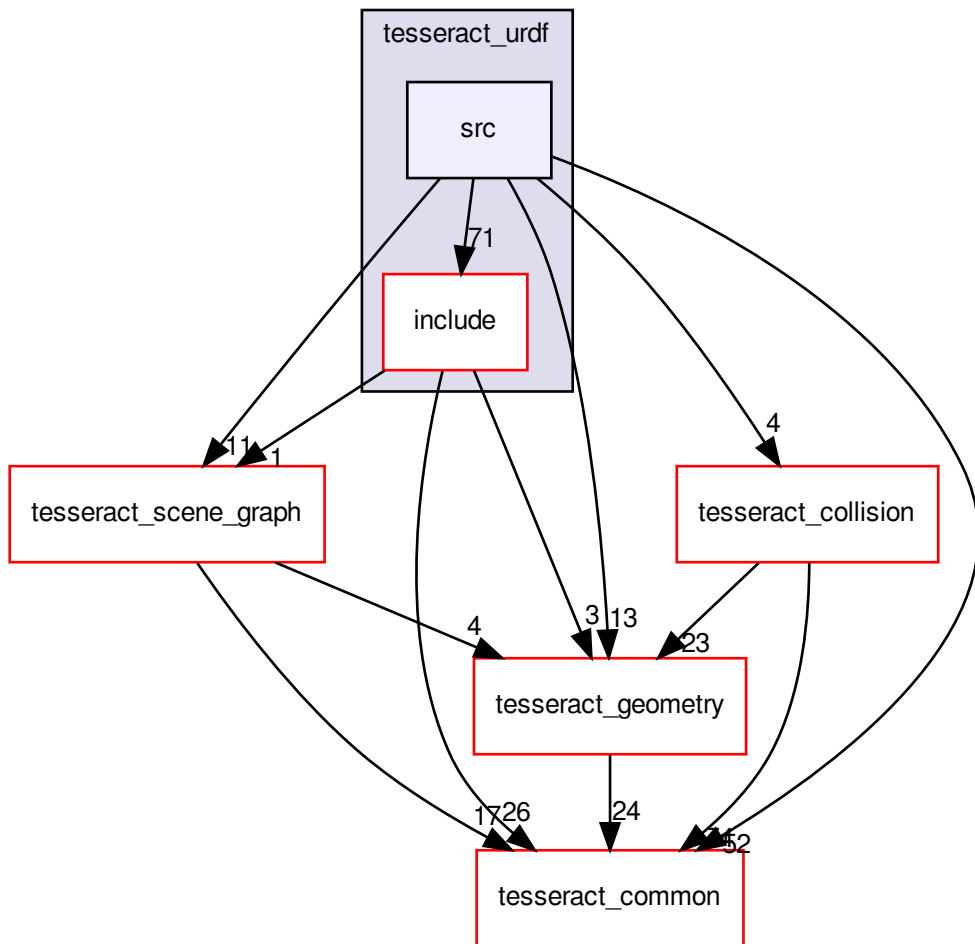 tesseract_urdf
src
71
include
4
11
1
tesseract_scene_graph
tesseract_collision
4
3
13
23
tesseract_geometry
17
26
24
52
tesseract_common